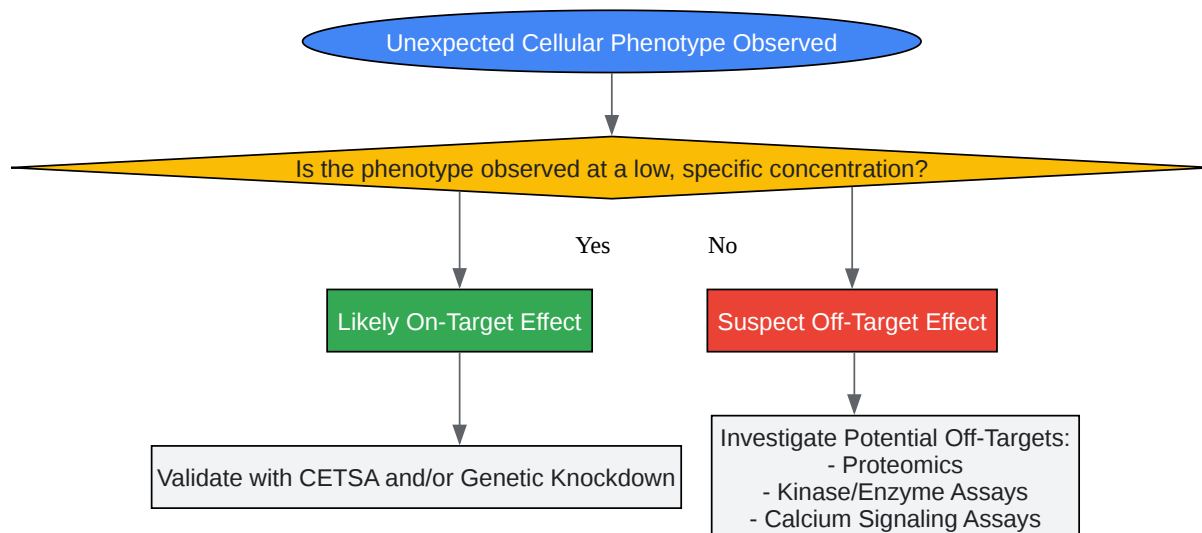 Unexpected Cellular Phenotype Observed
Is the phenotype observed at a low, specific concentration?
Yes
No
Likely On-Target Effect
Suspect Off-Target Effect
Validate with CETSA and/or Genetic Knockdown
Investigate Potential Off-Targets:
- Proteomics
- Kinase/Enzyme Assays
- Calcium Signaling Assays